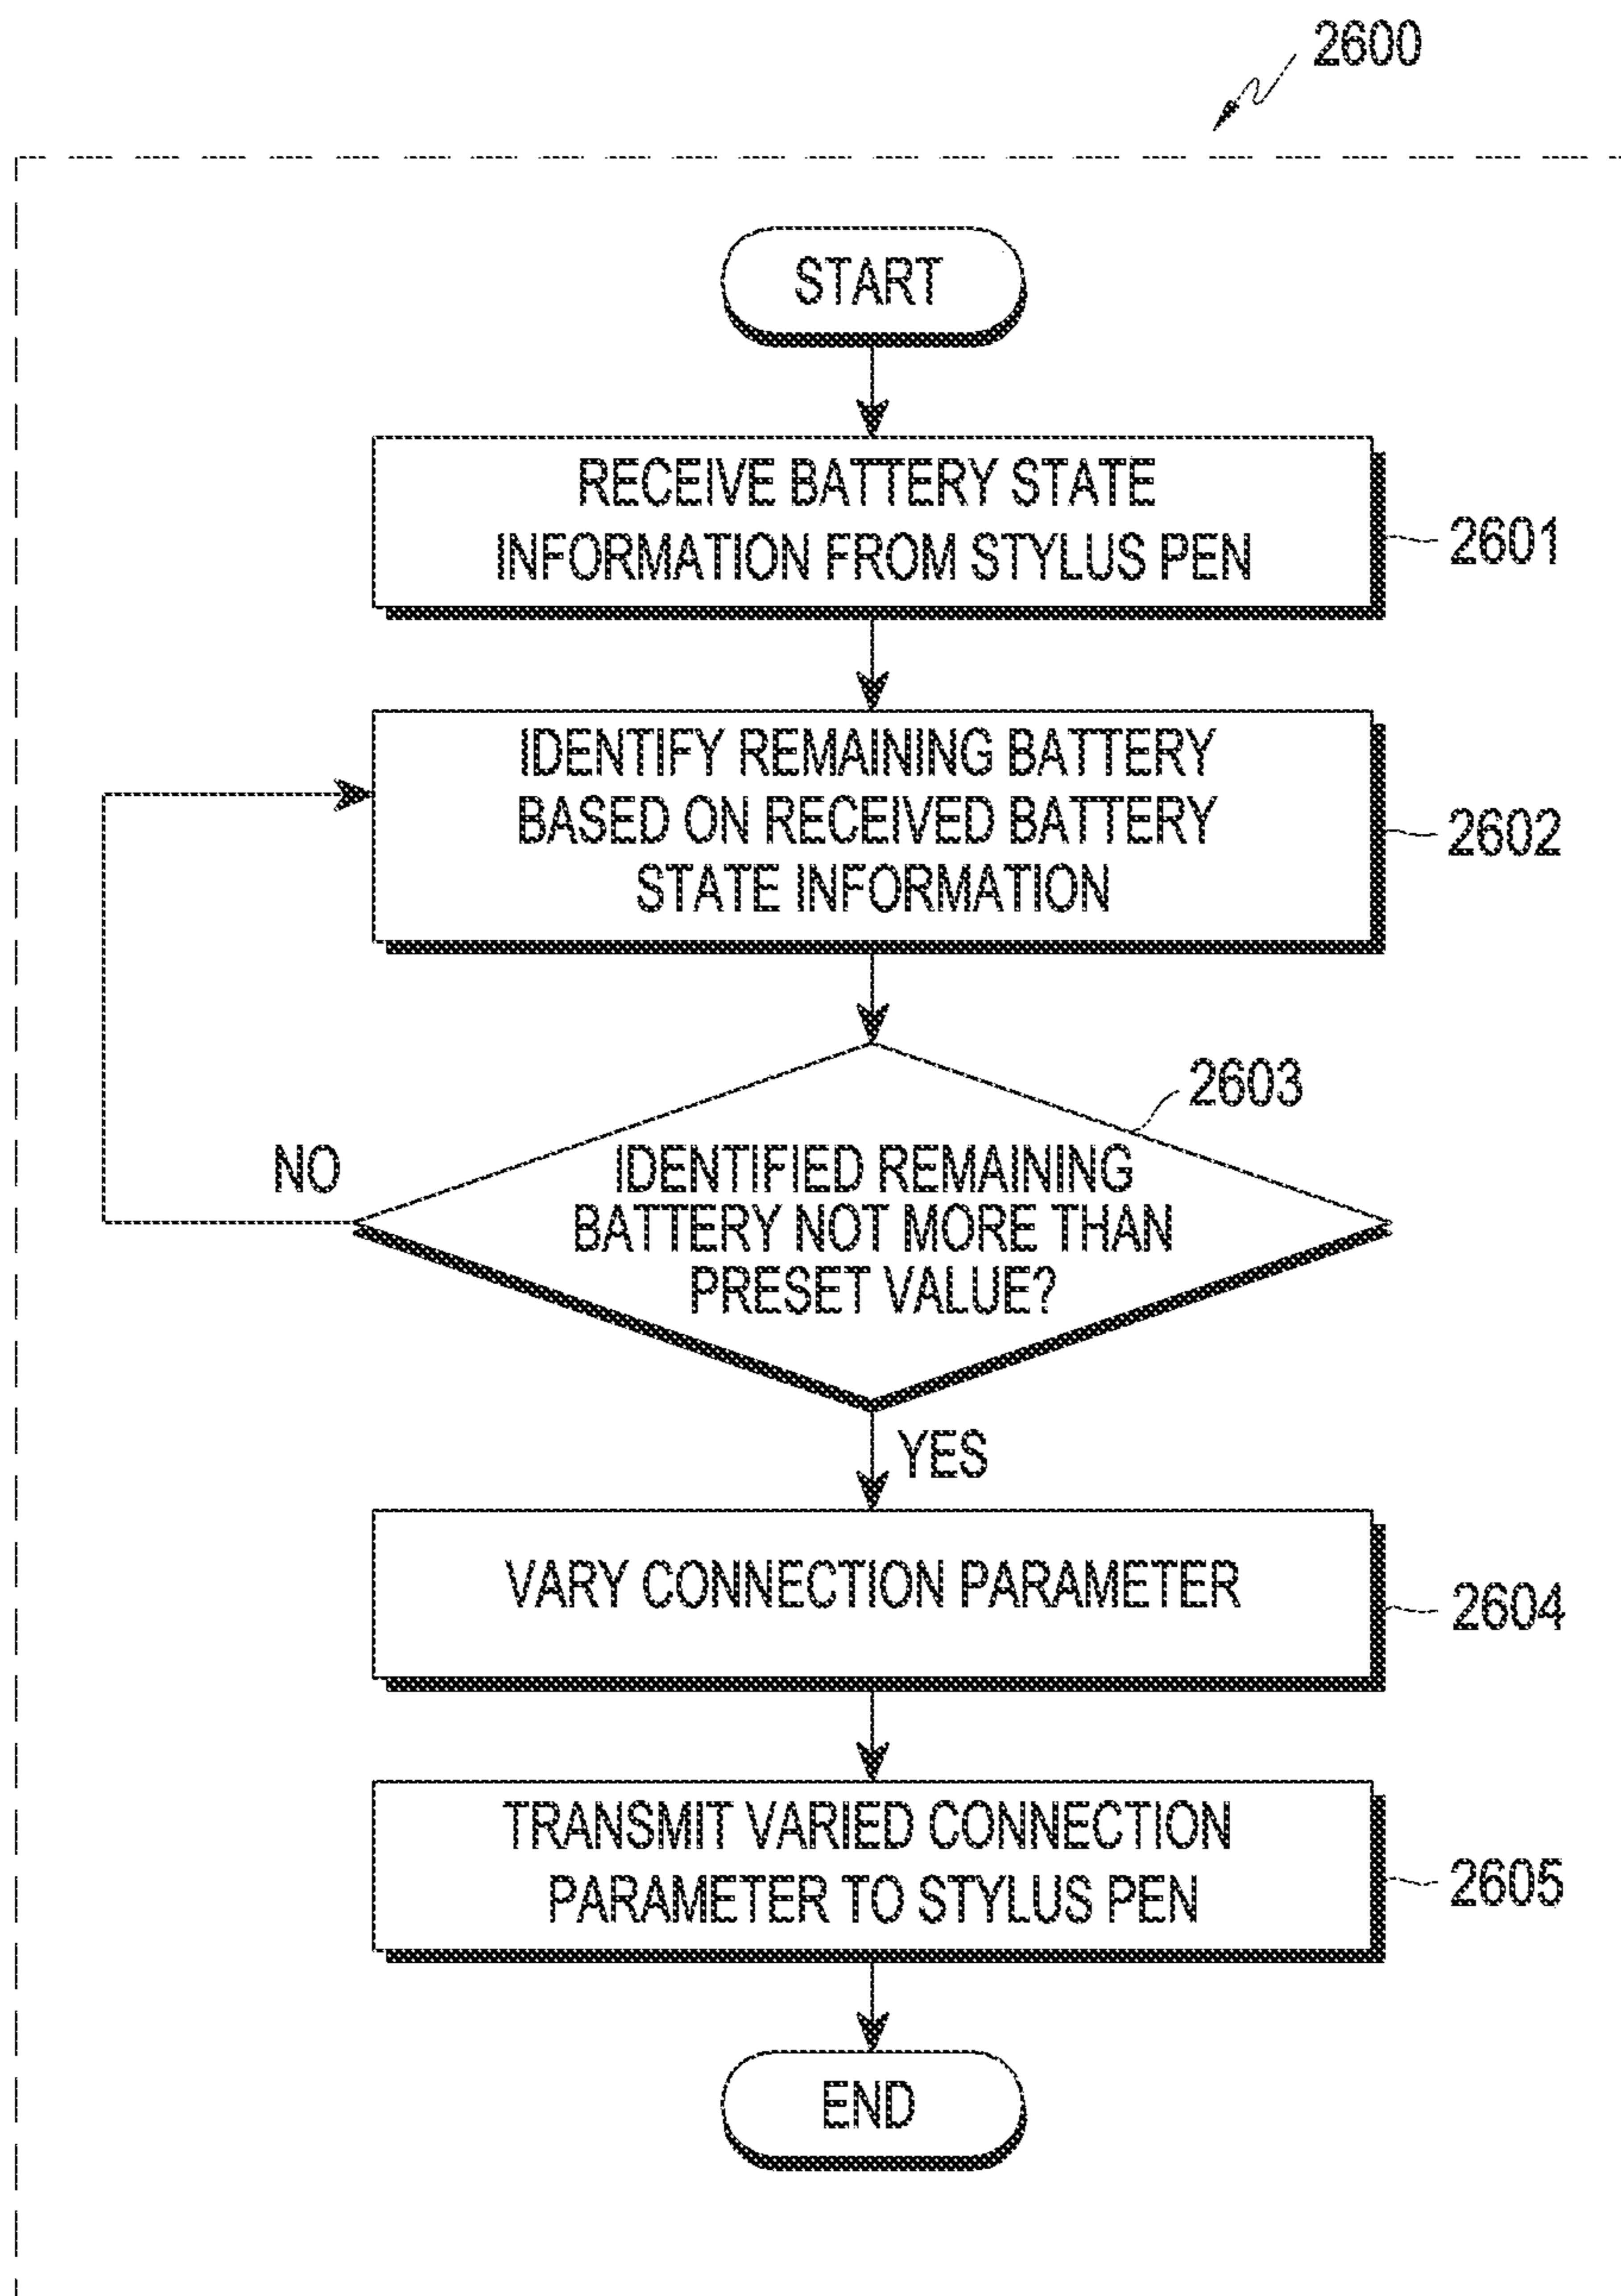 2600
START
RECEIVE BATTERY STATE
INFORMATION FROM STYLUS PEN
2601
IDENTIFY REMAINING BATTERY
BASED ON RECEIVED BATTERY
STATE INFORMATION
2602
2603
IDENTIFIED REMAINING
BATTERY NOT MORE THAN
PRESET VALUE?
NO
YES
VARY CONNECTION PARAMETER
2604
TRANSMIT VARIED CONNECTION
PARAMETER TO STYLUS PEN
2605
END